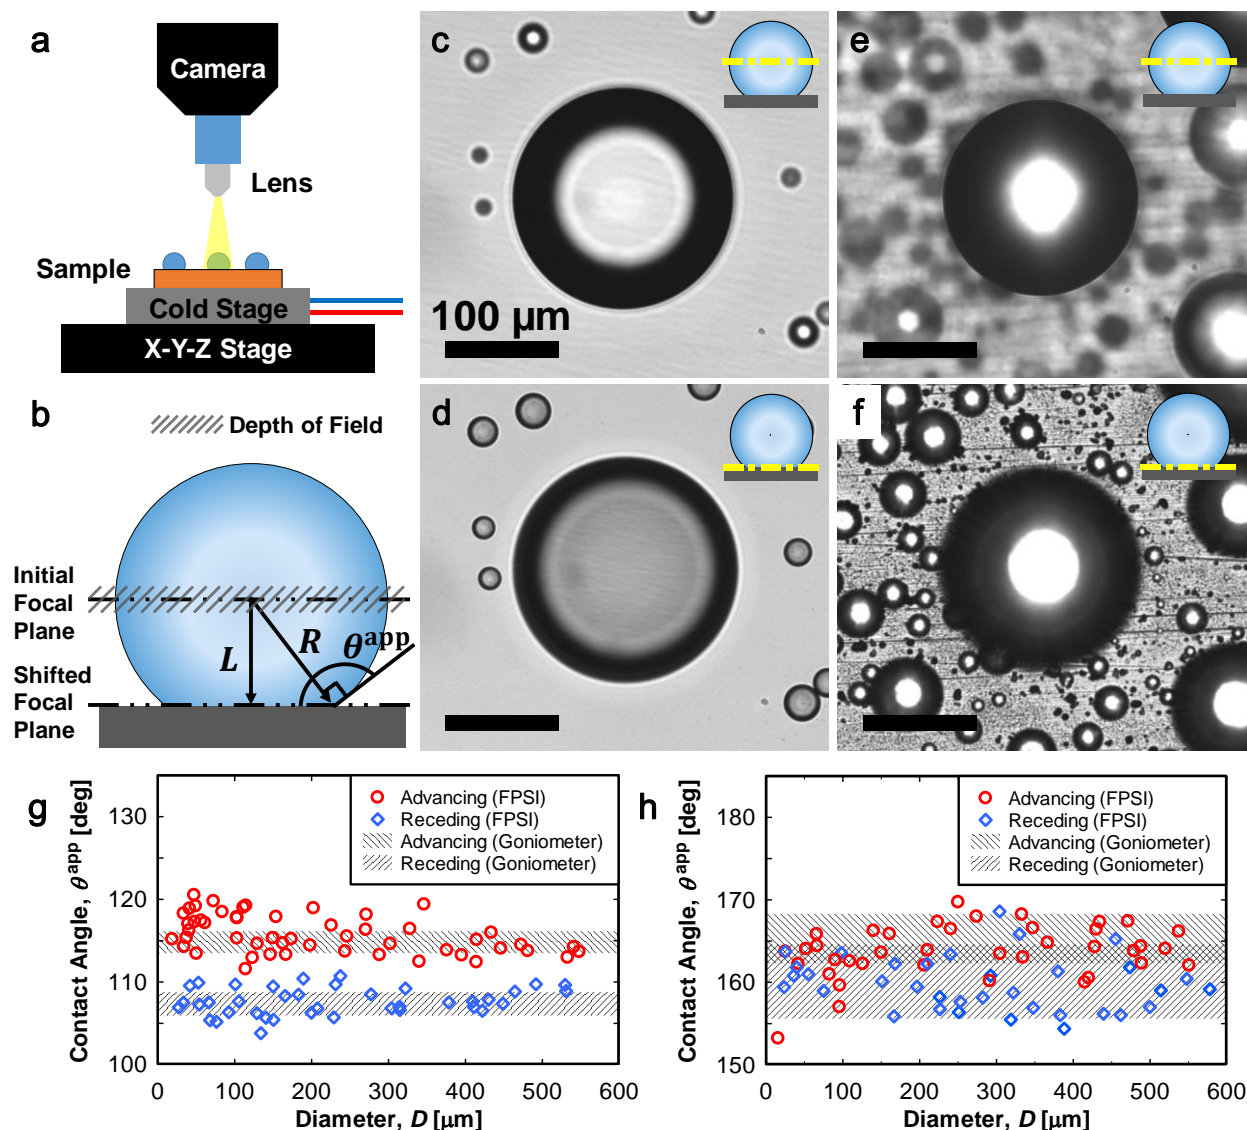 a
Camera
Lens
Sample
Cold Stage
X-Y-Z Stage
b
Depth of Field
Initial
Focal
Plane
L
R
θ^app
Shifted
Focal
Plane
c
100 µm
d
e
f
g
Contact Angle, θ^app [deg]
130
120
110
100
0
100
200
300
400
500
600
Diameter, D [µm]
Advancing (FPSI)
Receding (FPSI)
Advancing (Goniometer)
Receding (Goniometer)
h
Contact Angle, θ^app [deg]
180
170
160
150
0
100
200
300
400
500
600
Diameter, D [µm]
Advancing (FPSI)
Receding (FPSI)
Advancing (Goniometer)
Receding (Goniometer)